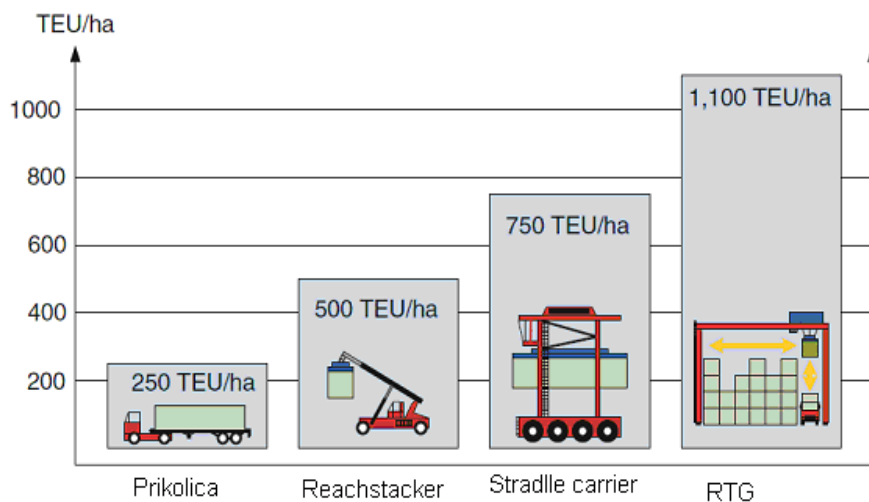 TEU/ha
1000
800
600
400
200
250 TEU/ha
500 TEU/ha
750 TEU/ha
1,100 TEU/ha
Prikolica
Reachstacker
Stradlle carrier
RTG